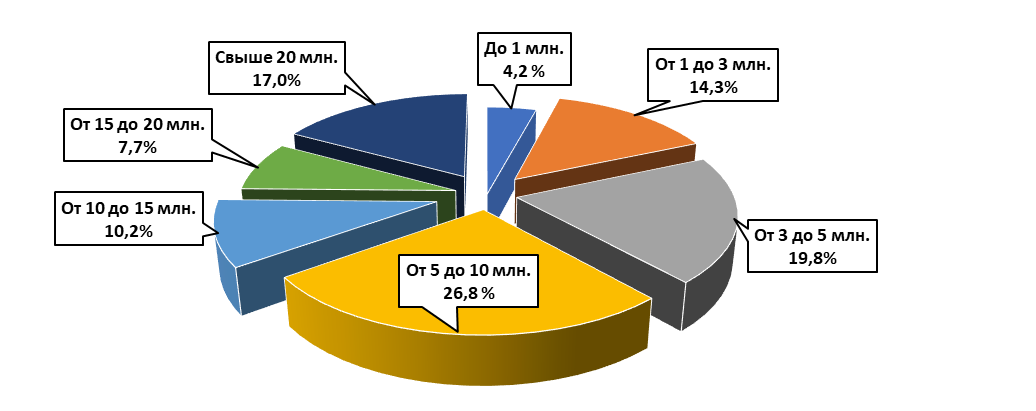 До 1 млн.
4,2 %
От 1 до 3 млн.
14,3%
От 3 до 5 млн.
19,8%
От 5 до 10 млн.
26,8 %
От 10 до 15 млн.
10,2%
От 15 до 20 млн.
7,7%
Свыше 20 млн.
17,0%